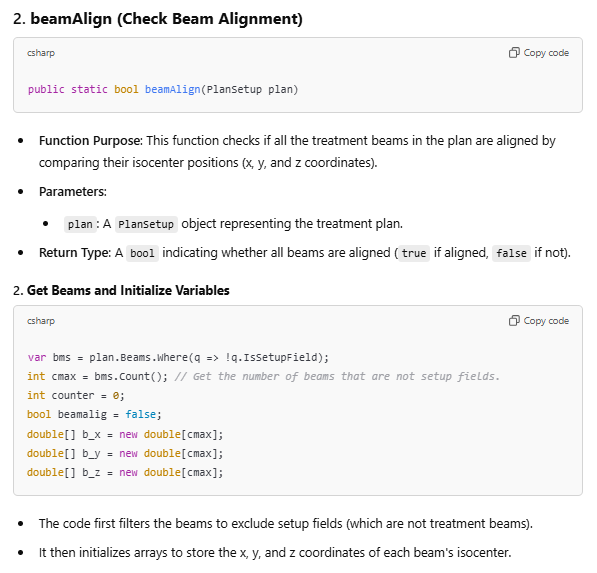 2. beamAlign (Check Beam Alignment)
csharp
Copy code
public static bool beamAlign(PlanSetup plan)
• Function Purpose: This function checks if all the treatment beams in the plan are aligned by
comparing their isocenter positions (x, y, and z coordinates).
• Parameters:
• plan: A PlanSetup object representing the treatment plan.
• Return Type: A bool indicating whether all beams are aligned (true if aligned, false if not).
2. Get Beams and Initialize Variables
csharp
Copy code
var bms = plan.Beams.Where(q => !q.IsSetupField);
int cmax = bms.Count(); // Get the number of beams that are not setup fields.
int counter = 0;
bool beamalig = false;
double[] b_x = new double[cmax];
double[] b_y = new double[cmax];
double[] b_z = new double[cmax];
• The code first filters the beams to exclude setup fields (which are not treatment beams).
• It then initializes arrays to store the x, y, and z coordinates of each beam's isocenter.